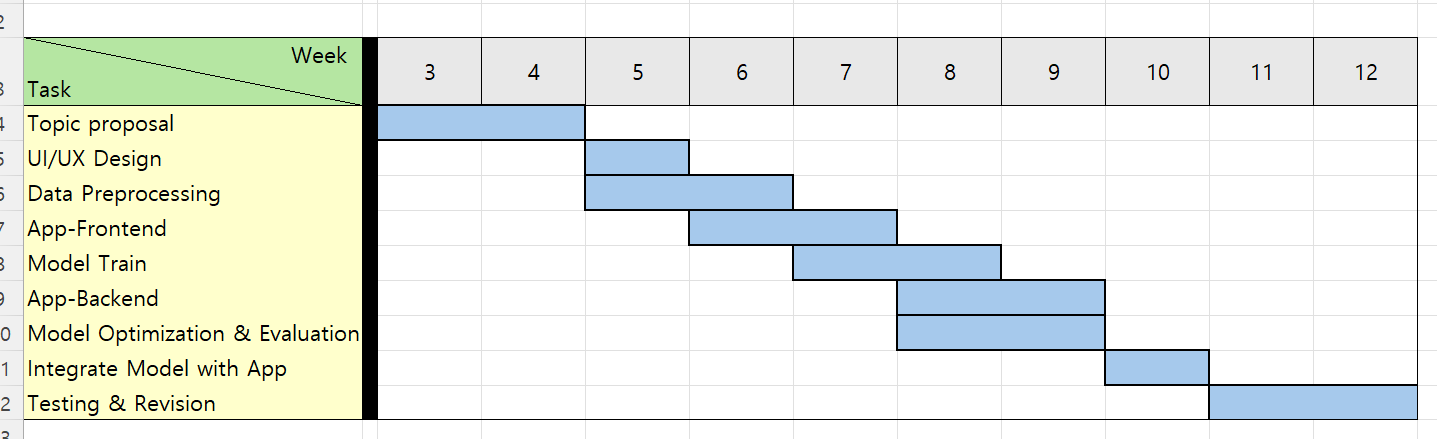 2
Week
Task
3 4 5 6 7 8 9 10 11 12
Topic proposal
UI/UX Design
Data Preprocessing
App-Frontend
Model Train
App-Backend
Model Optimization & Evaluation
Integrate Model with App
Testing & Revision